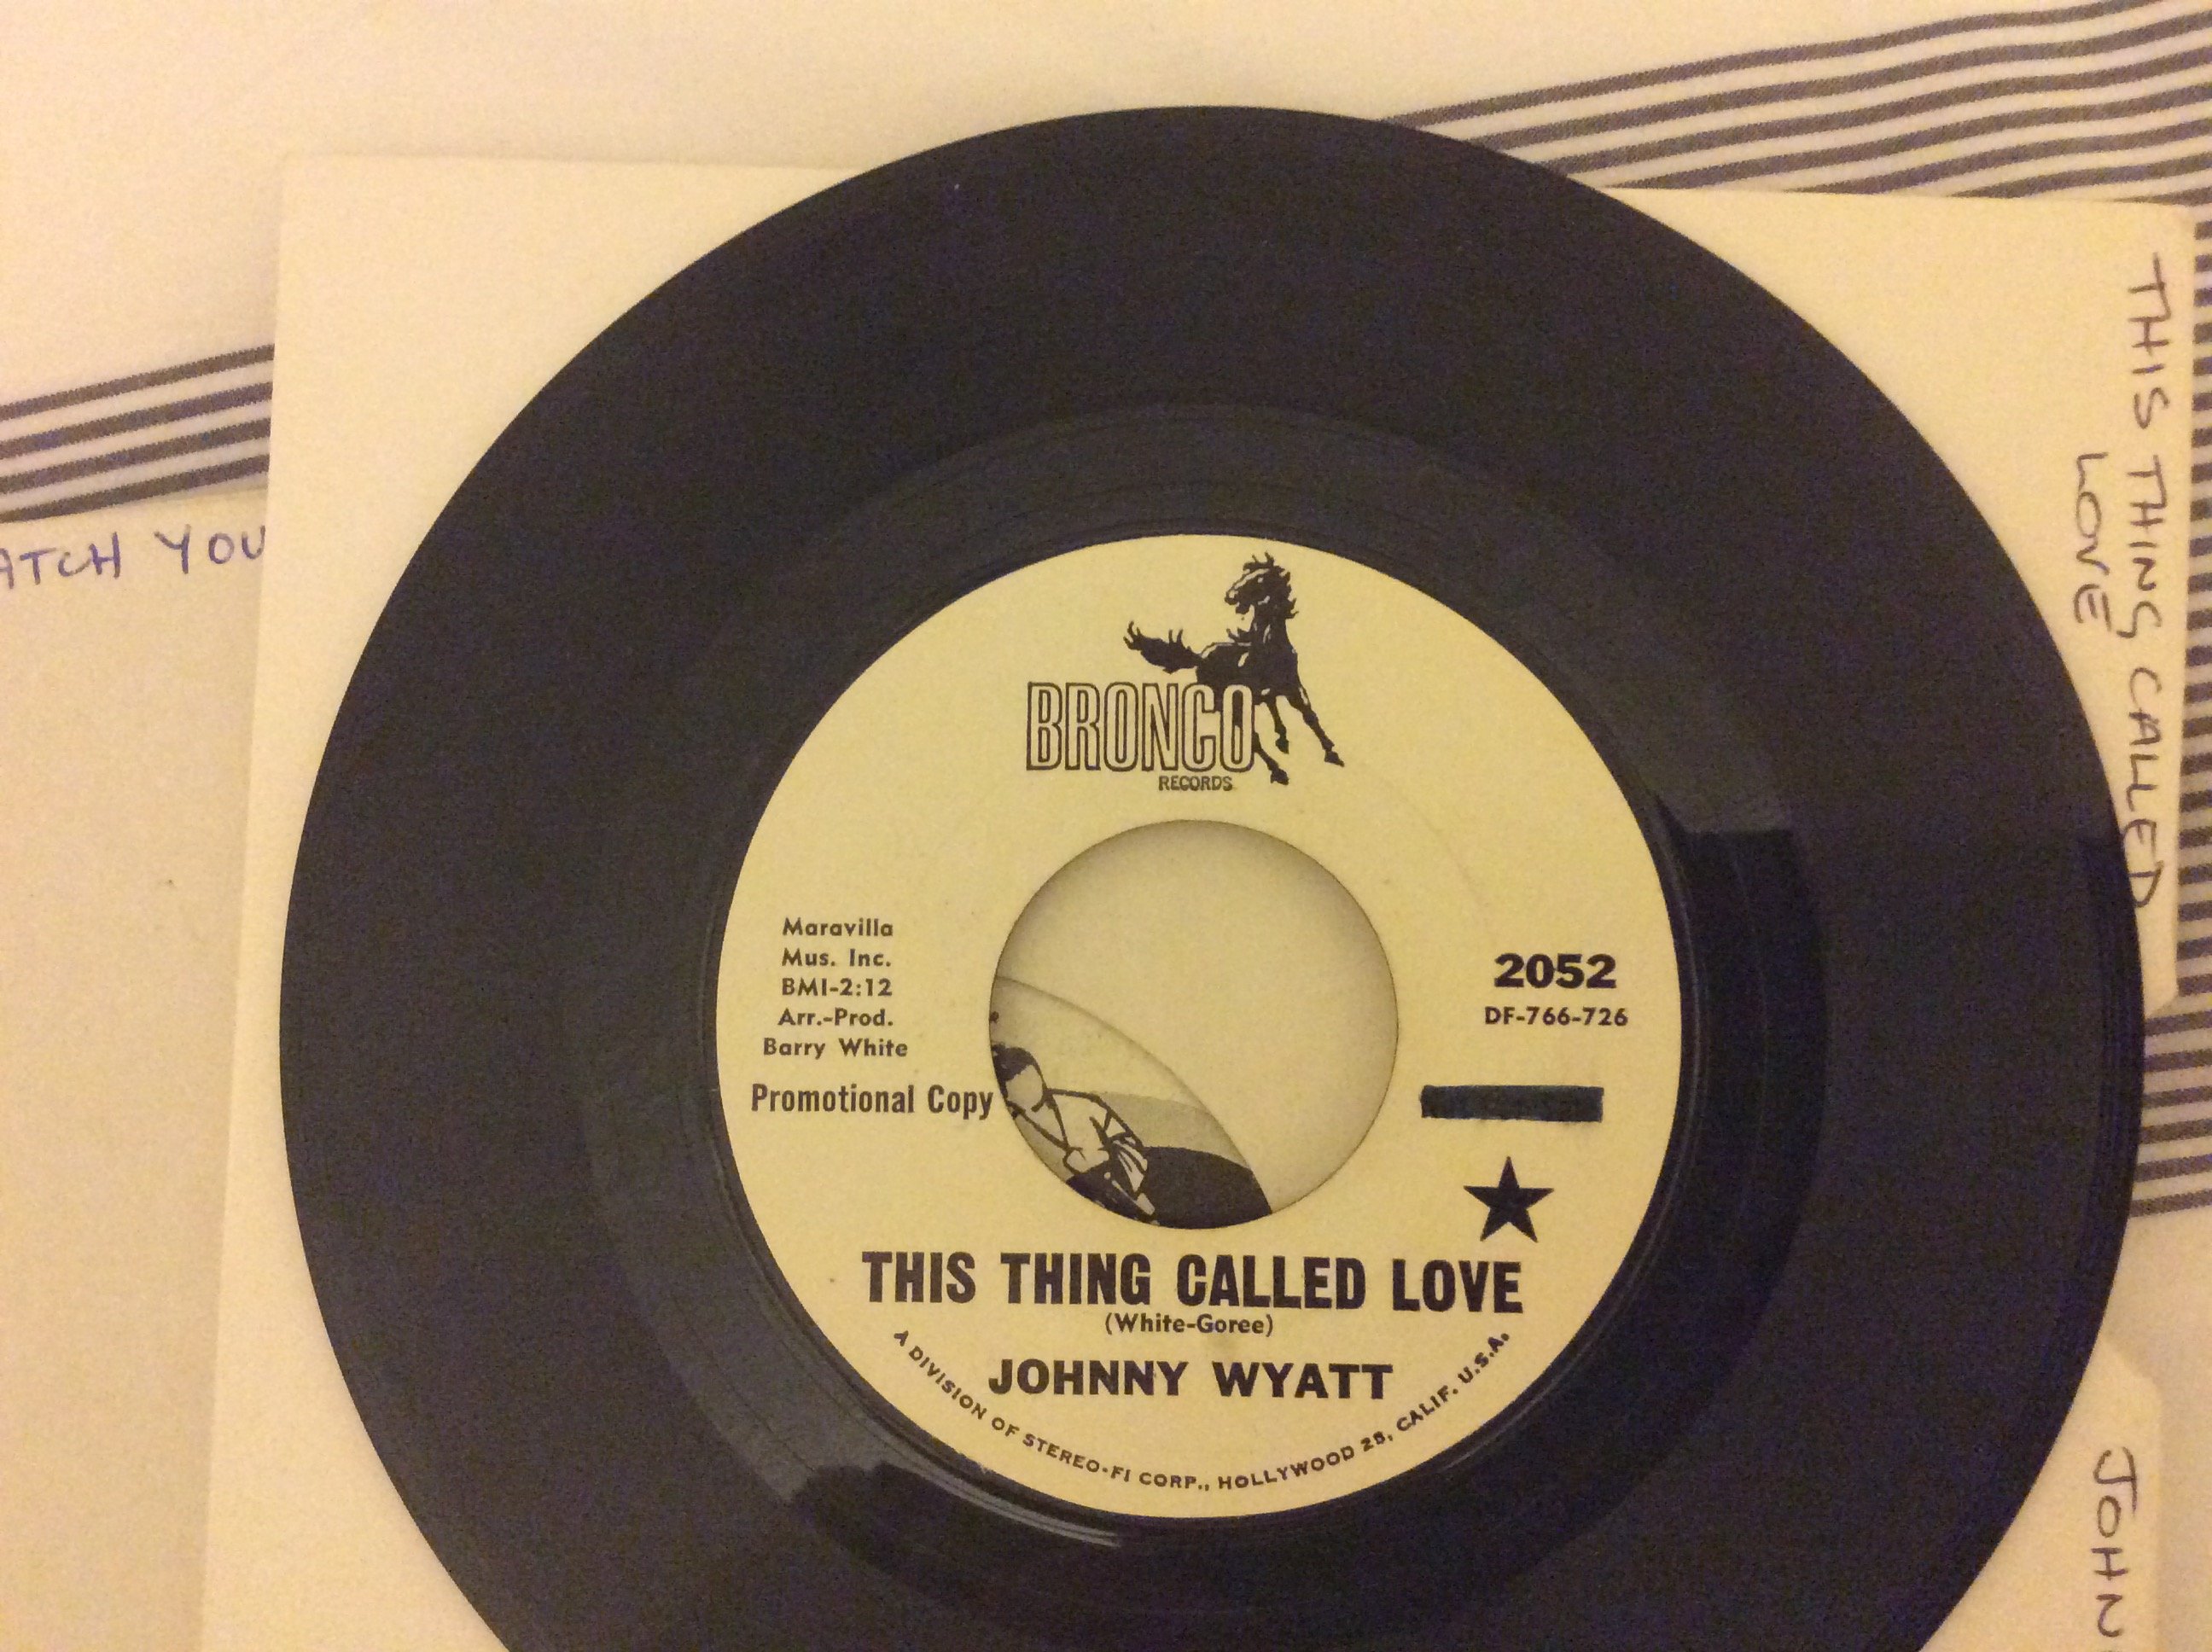 BRONCO
RECORDS
Maravilla
Mus. Inc.
BMI-2:12
Arr.-Prod.
Barry White
Promotional Copy
2052
DF-766-726
THIS THING CALLED LOVE
(White-Goree)
JOHNNY WYATT
A DIVISION OF STEREO-FI CORP., HOLLYWOOD 28, CALIF. U.S.A.
THIS THING CALLED
LOVE
JOHN
ATCH YOU